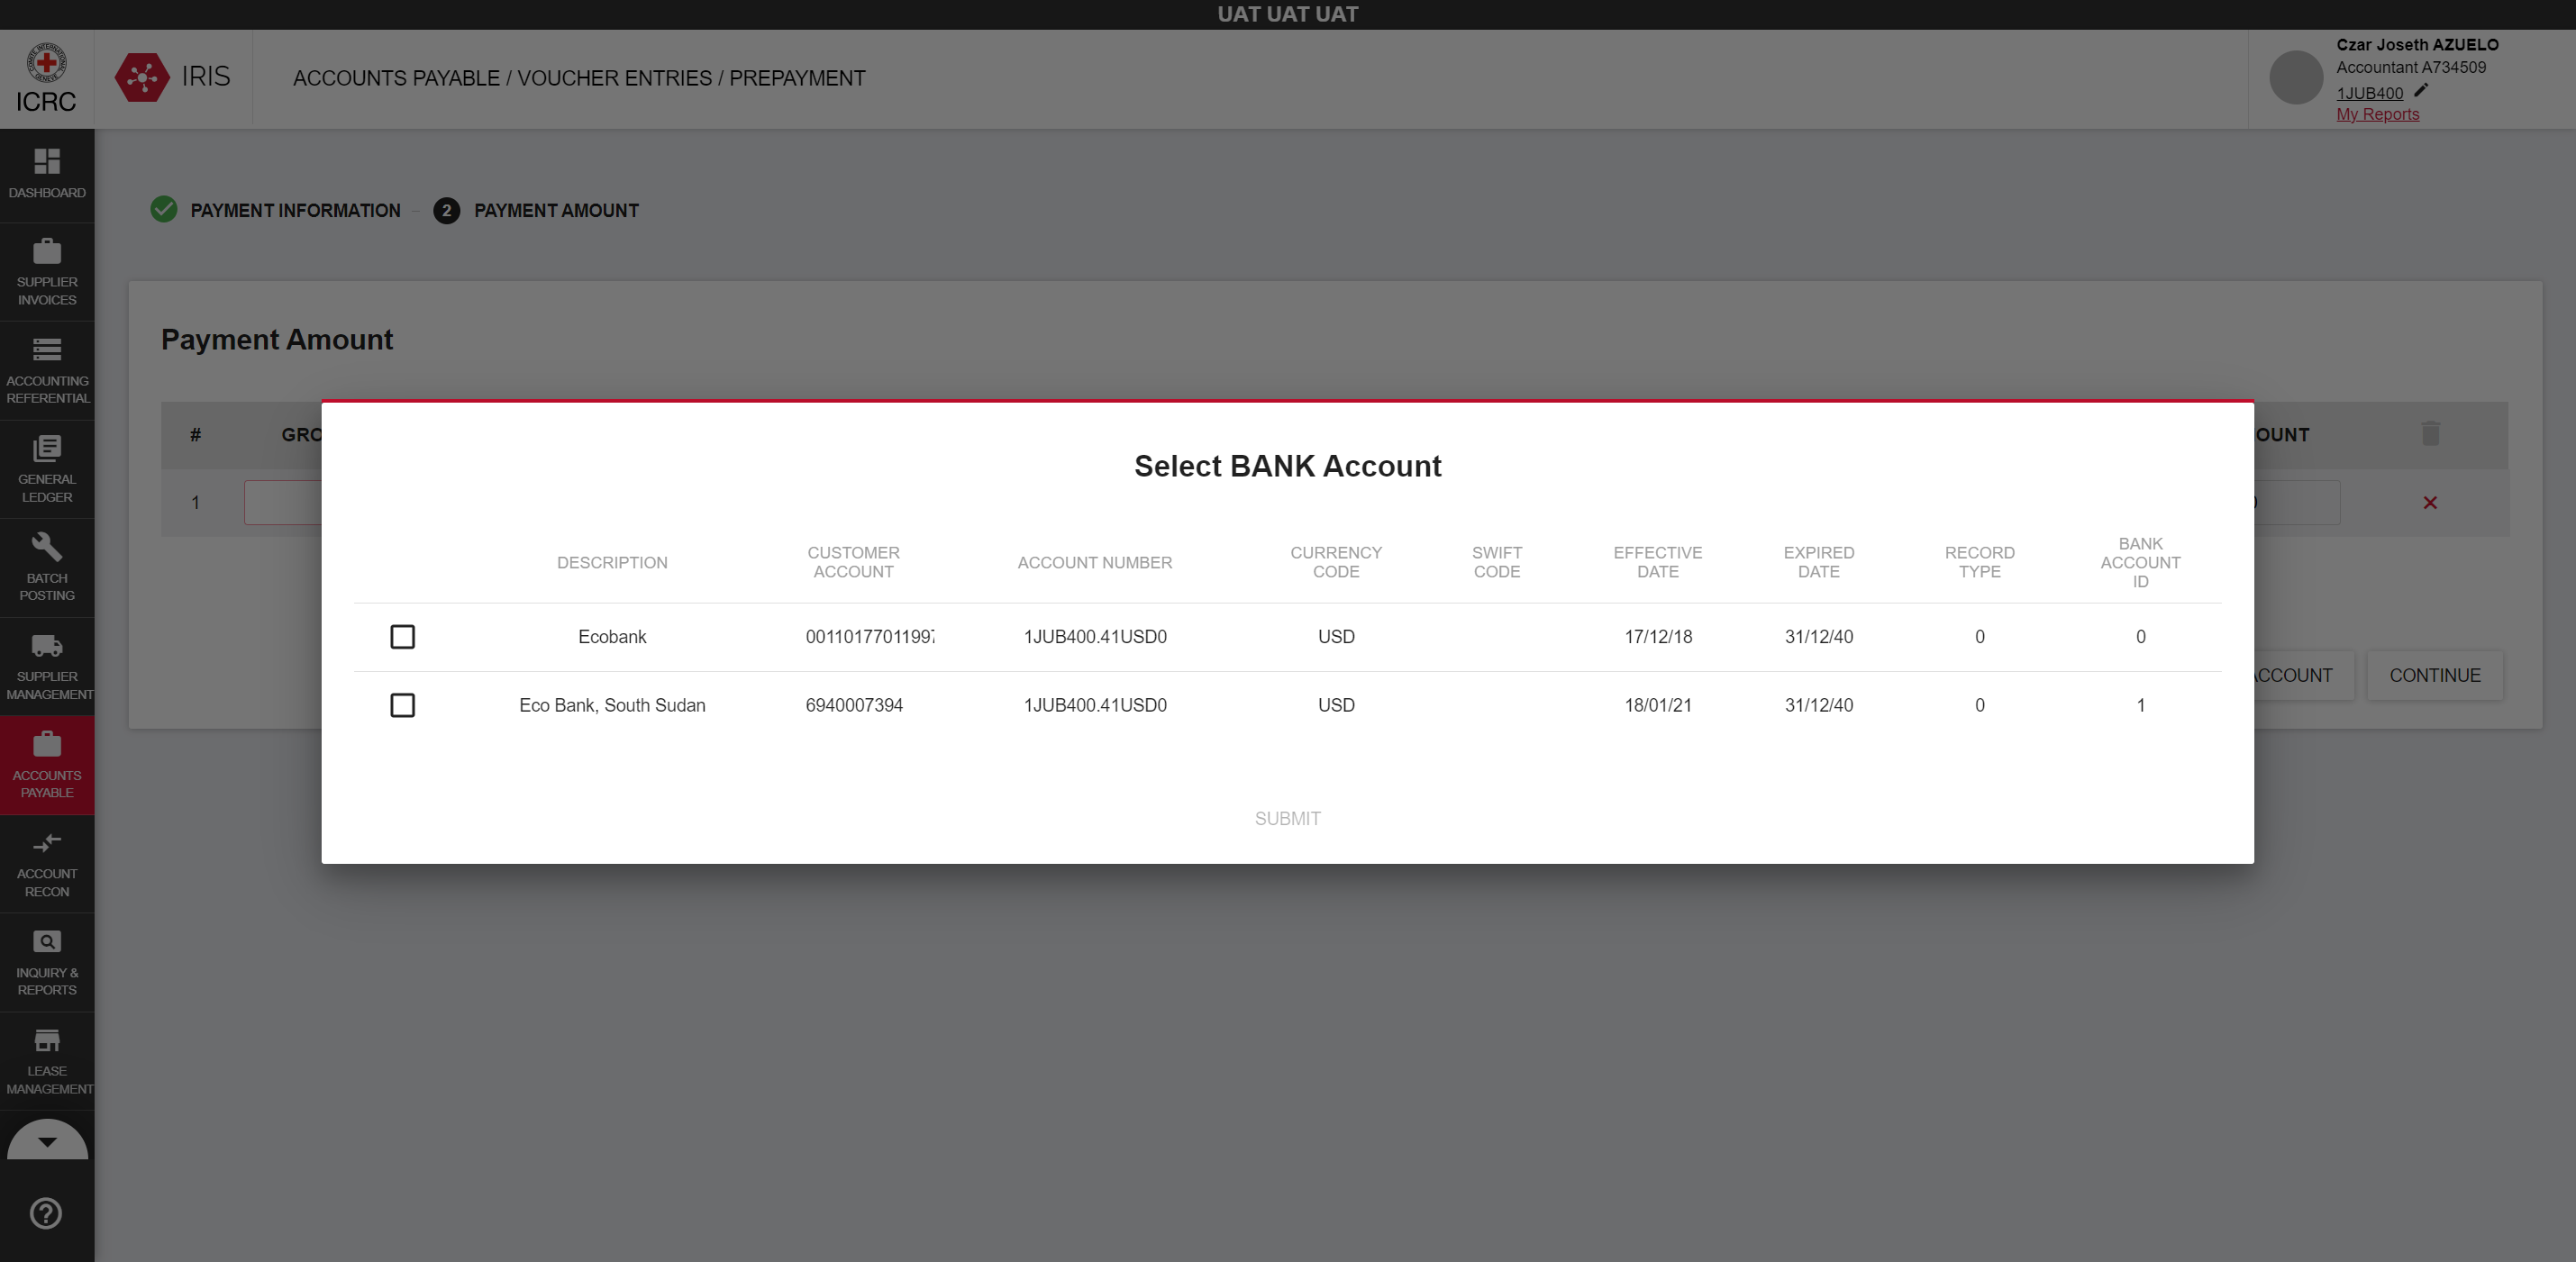 UAT UAT UAT
ICRC
IRIS
ACCOUNTS PAYABLE / VOUCHER ENTRIES / PREPAYMENT
Czar Joseth AZUELO
Accountant A734509
1JUB400
My Reports
DASHBOARD
SUPPLIER
INVOICES
ACCOUNTING
REFERENTIAL
GENERAL
LEDGER
BATCH
POSTING
SUPPLIER
MANAGEMENT
ACCOUNTS
PAYABLE
ACCOUNT
RECON
INQUIRY &
REPORTS
LEASE
MANAGEMENT
PAYMENT INFORMATION
2 PAYMENT AMOUNT
Payment Amount
# GRO OUNT
1
Select BANK Account
DESCRIPTION CUSTOMER ACCOUNT ACCOUNT NUMBER CURRENCY CODE SWIFT CODE EFFECTIVE DATE EXPIRED DATE RECORD TYPE BANK ACCOUNT ID
Ecobank 0011017701199 1JUB400.41USD0 USD 17/12/18 31/12/40 0 0
Eco Bank, South Sudan 6940007394 1JUB400.41USD0 USD 18/01/21 31/12/40 0 1
SUBMIT
ACCOUNT
CONTINUE